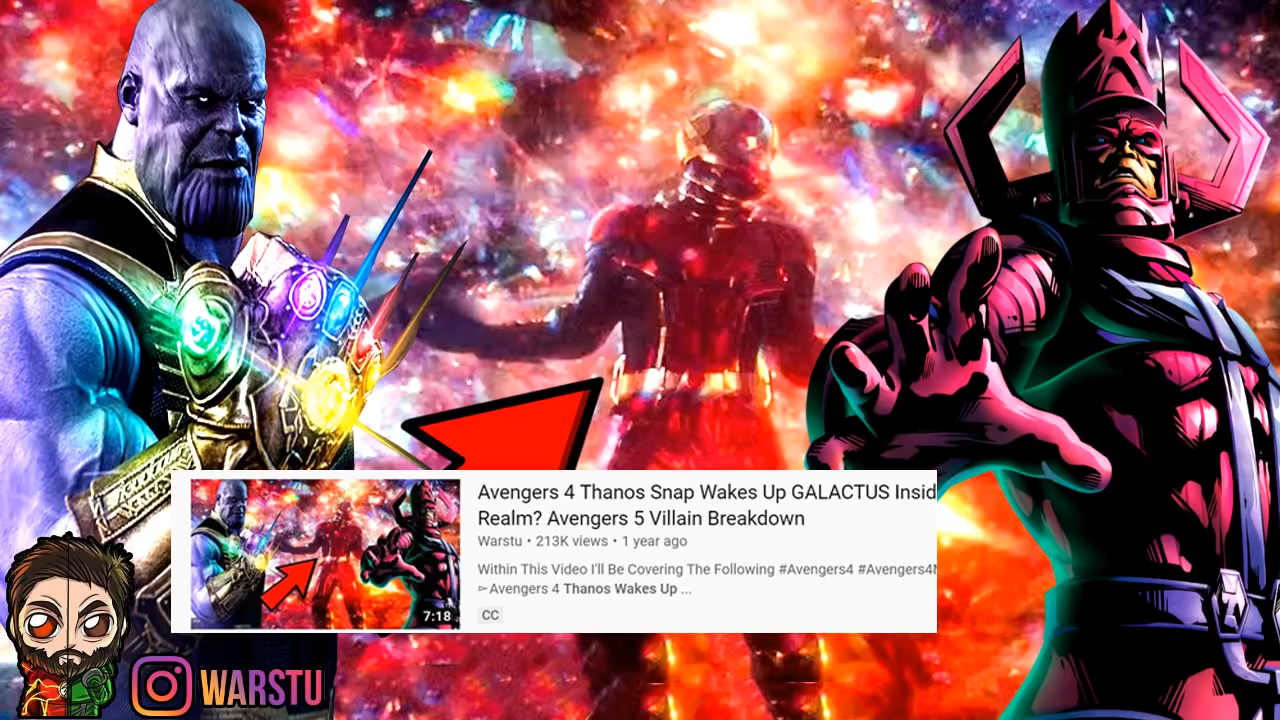 Avengers 4 Thanos Snap Wakes Up GALACTUS Insid
Realm? Avengers 5 Villain Breakdown
Warstu • 213K views • 1 year ago
Within This Video I'll Be Covering The Following #Avengers4 #Avengers4
➣Avengers 4 Thanos Wakes Up ...
7:18
CC
WARSTU